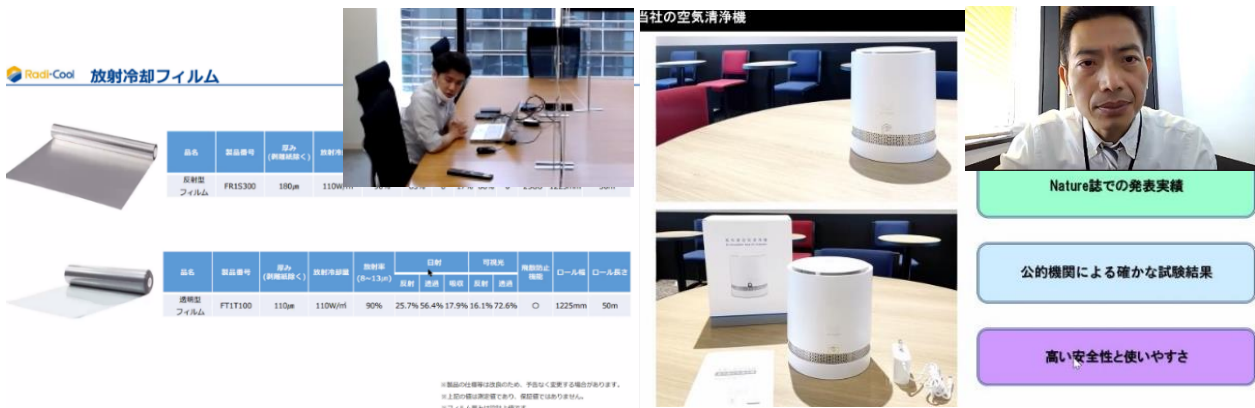 Radi-Cool 放射冷却フィルム
品名 製品番号 厚み (剥離紙除く)
反射型フィルム FR1S300 180μm 110W/㎡
品名 製品番号 厚み (剥離紙除く) 放射冷却量 放射率 (8~13μm) 日射 可視光 飛散防止機能 ロール幅 ロール長さ
反射 透過 吸収 反射 透過
透明型フィルム FT1T100 110μm 110W/㎡ 90% 25.7% 56.4% 17.9% 16.1% 72.6% ○ 1225mm 50m
※製品の仕様等は改良のため、予告なく変更する場合があります。
※上記の値は測定値であり、保証値ではありません。
当社の空気清浄機
Nature誌での発表実績
公的機関による確かな試験結果
高い安全性と使いやすさ